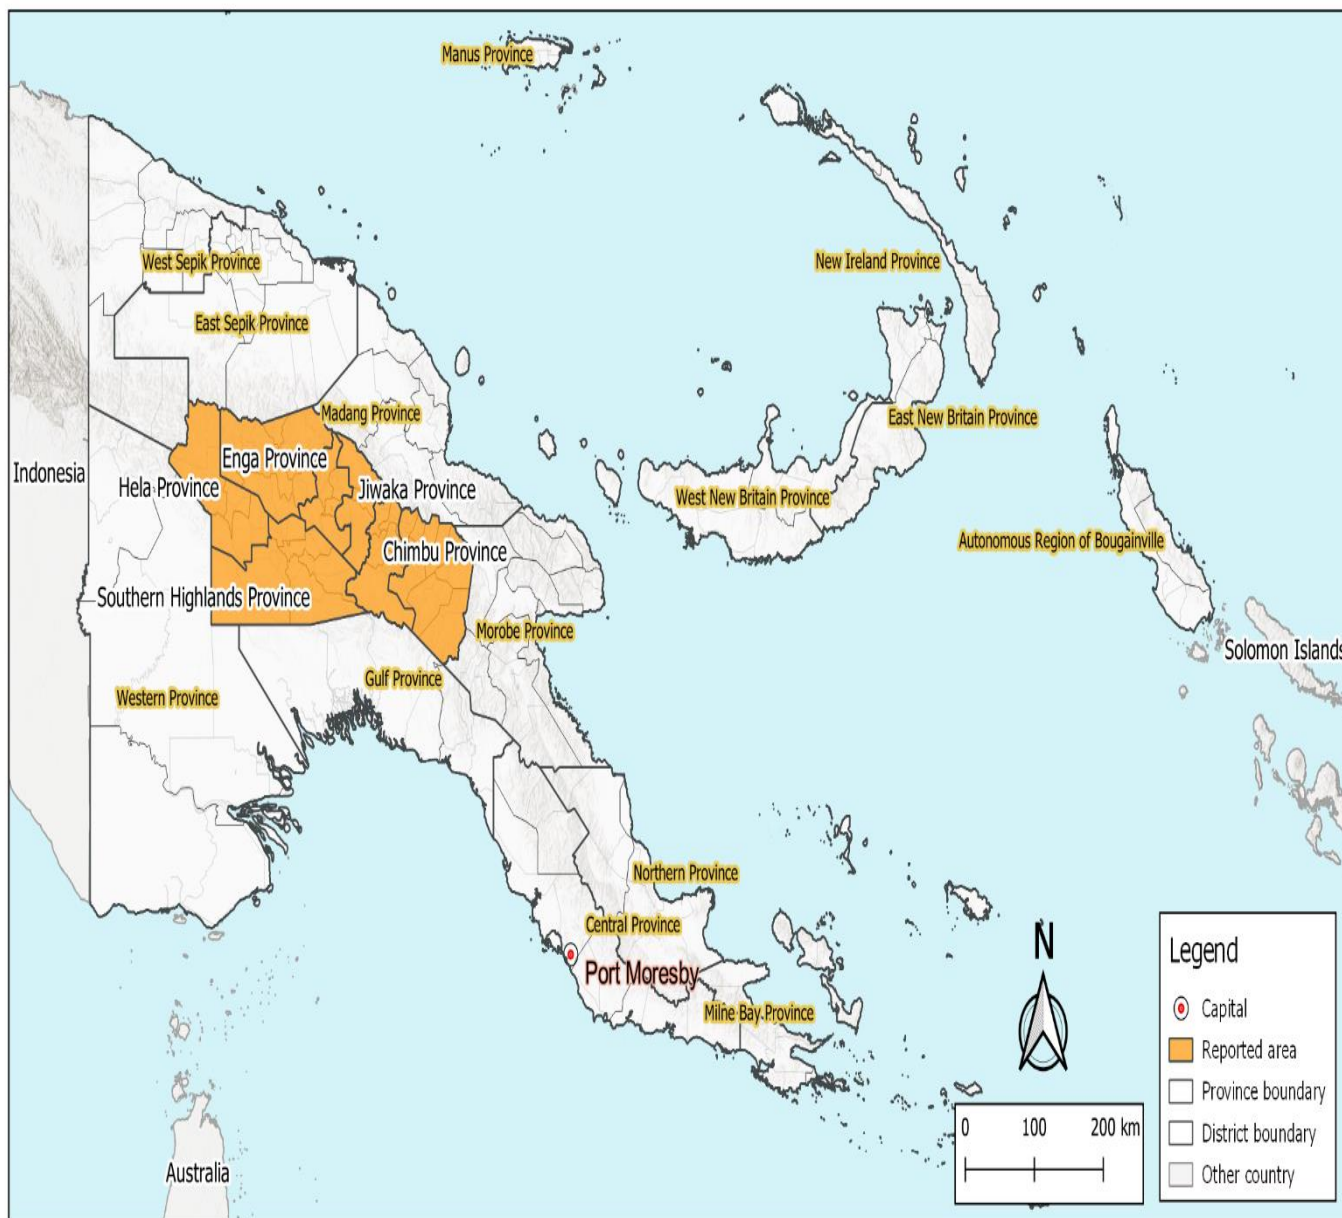 Manus Province
New Ireland Province
West Sepik Province
East Sepik Province
Madang Province
East New Britain Province
Enga Province
Indonesia
Hela Province
Jiwaka Province
West New Britain Province
Autonomous Region of Bougainville
Chimbu Province
Southern Highlands Province
Morobe Province
Solomon Islands
Gulf Province
Western Province
Northern Province
Central Province
Port Moresby
Milne Bay Province
Australia
N
0 100 200 km
Legend
Capital
Reported area
Province boundary
District boundary
Other country